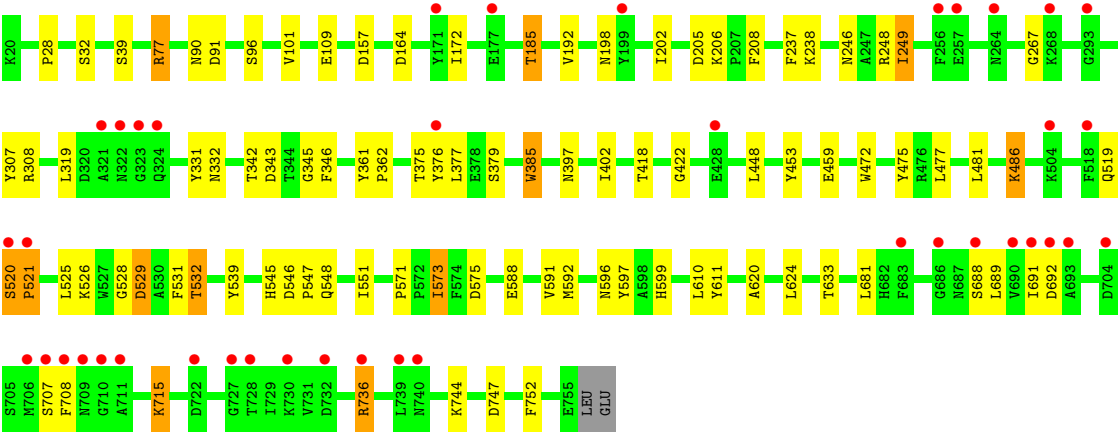 K20 P28 S32 S39 R77 N90 D91 S96 V101 E109 D157 D164 Y171 I172 E177 T185 V192 N198 Y199 I202 D205 K206 P207 F208 F237 K238 N246 A247 R248 I249 F256 E257 N264 G267 K268 G293
Y307 R308 L319 D320 A321 N322 G323 Q324 Y331 N332 T342 D343 T344 G345 F346 Y361 P362 T375 Y376 L377 E378 S379 W385 N397 I402 T418 G422 E428 L448 Y453 E459 W472 Y475 R476 L477 L481 K486 K504 F518 Q519
S520 P521 L525 K526 W527 G528 D529 A530 F531 T532 Y539 H545 D546 P547 Q548 I551 P571 P572 I573 F574 D575 E588 V591 M592 N596 Y597 A598 H599 L610 Y611 A620 L624 T633 L681 H682 F683 G686 N687 S688 L689 V690 I691 D692 A693 D704
S705 M706 S707 F708 N709 G710 A711 K715 D722 G727 T728 I729 K730 V731 D732 R736 L739 N740 K744 D747 F752 E755 LEU GLU